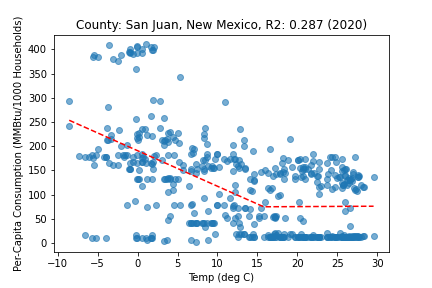 County: San Juan, New Mexico, R2: 0.287 (2020)
Per-Capita Consumption (MMBtu/1000 Households)
400
350
300
250
200
150
100
50
0
−10 −5 0 5 10 15 20 25 30
Temp (deg C)